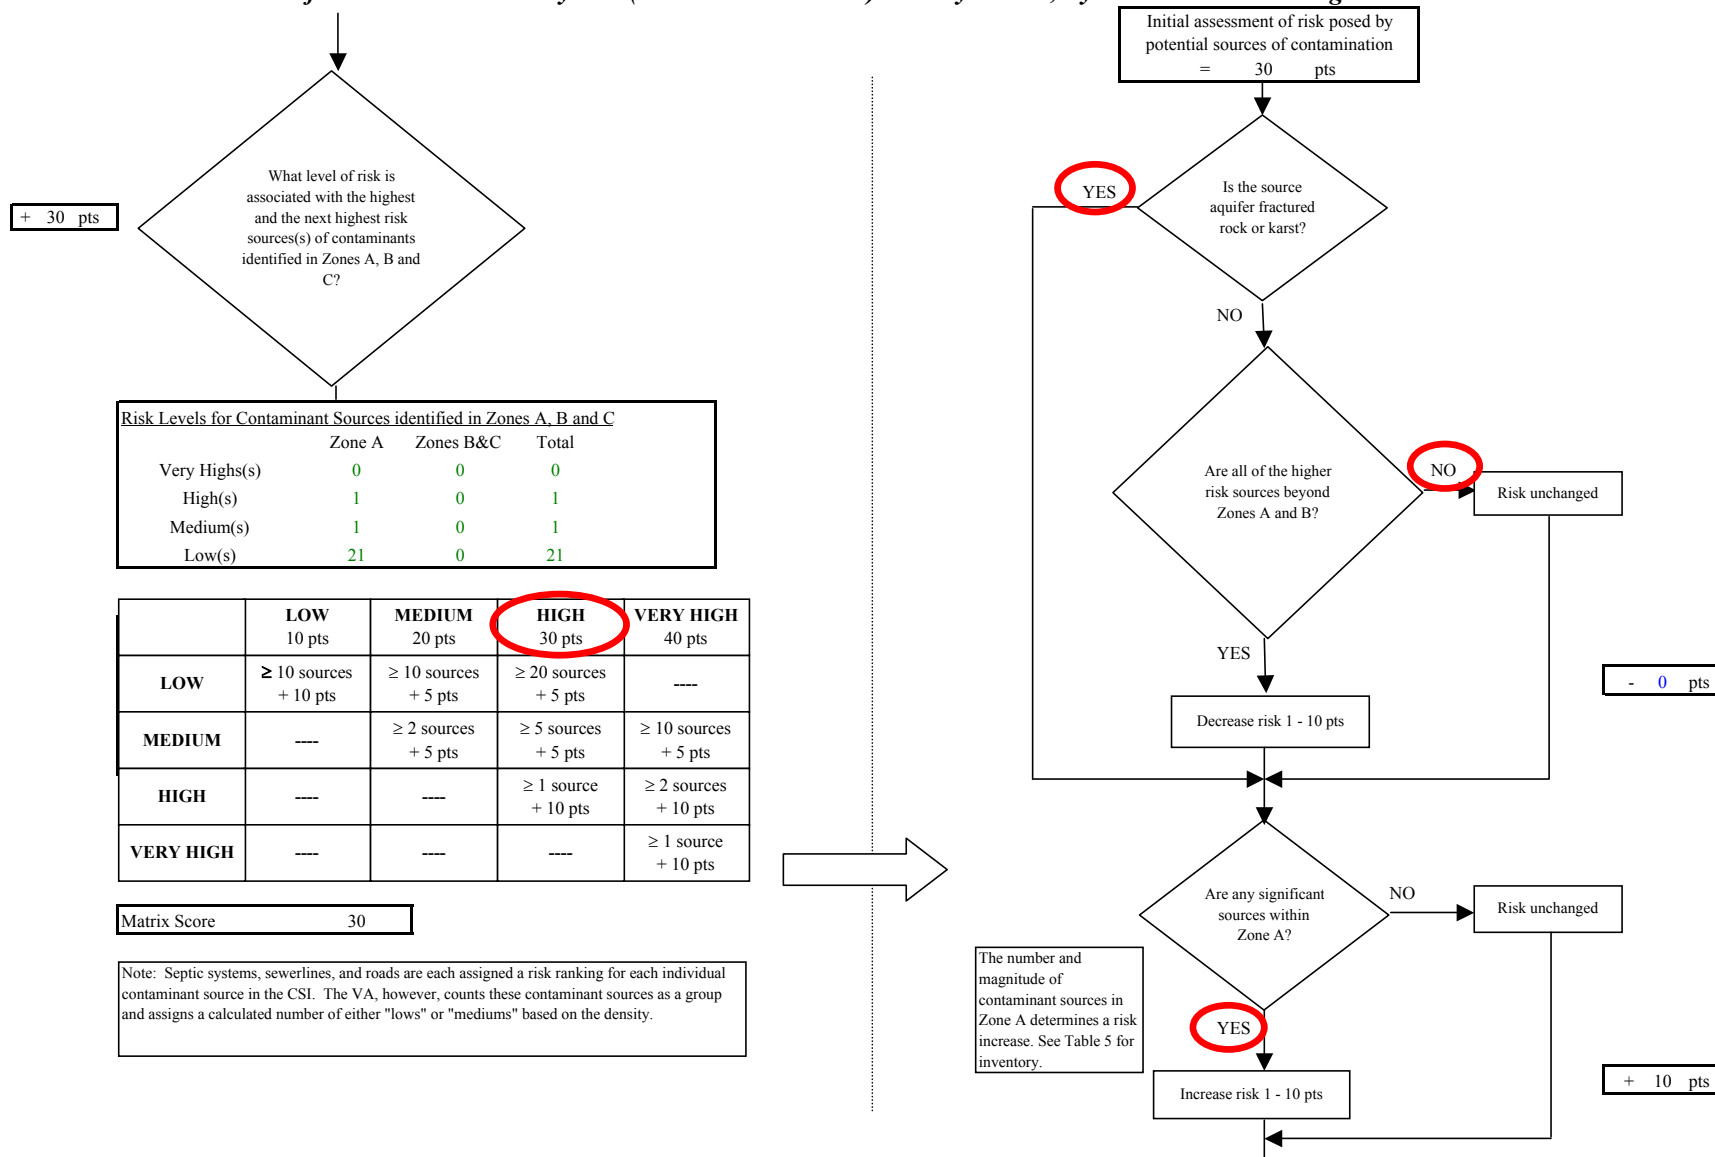 + 30 pts
What level of risk is
associated with the highest
and the next highest risk
sources(s) of contaminants
identified in Zones A, B and
C?
Risk Levels for Contaminant Sources identified in Zones A, B and C
Zone A Zones B&C Total
Very Highs(s) 0 0 0
High(s) 1 0 1
Medium(s) 1 0 1
Low(s) 21 0 21
LOW MEDIUM HIGH VERY HIGH
10 pts 20 pts 30 pts 40 pts
LOW ≥ 10 sources ≥ 10 sources ≥ 20 sources ----
+ 10 pts + 5 pts + 5 pts
MEDIUM ---- ≥ 2 sources ≥ 5 sources ≥ 10 sources
+ 5 pts + 5 pts + 5 pts
HIGH ---- ---- ≥ 1 source ≥ 2 sources
+ 10 pts + 10 pts
VERY HIGH ---- ---- ---- ≥ 1 source
+ 10 pts
Matrix Score 30
Note: Septic systems, sewerlines, and roads are each assigned a risk ranking for each individual
contaminant source in the CSI. The VA, however, counts these contaminant sources as a group
and assigns a calculated number of either "lows" or "mediums" based on the density.
Initial assessment of risk posed by
potential sources of contamination
= 30 pts
YES
Is the source
aquifer fractured
rock or karst?
NO
Are all of the higher
risk sources beyond
Zones A and B?
NO
Risk unchanged
YES
- 0 pts
Decrease risk 1 - 10 pts
Are any significant
sources within
Zone A?
NO
Risk unchanged
The number and
magnitude of
contaminant sources in
Zone A determines a risk
increase. See Table 5 for
inventory.
YES
Increase risk 1 - 10 pts
+ 10 pts